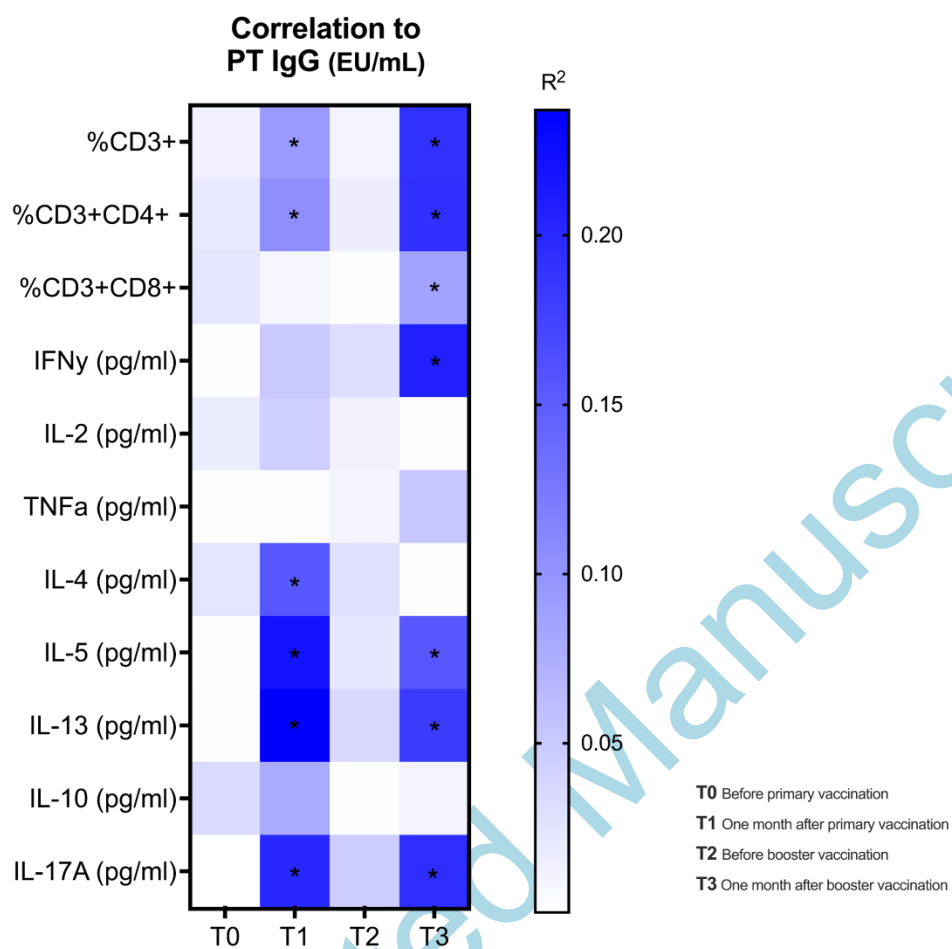 Correlation to
PT IgG (EU/mL)
R²
%CD3+
%CD3+CD4+
%CD3+CD8+
IFNy (pg/ml)
IL-2 (pg/ml)
TNFa (pg/ml)
IL-4 (pg/ml)
IL-5 (pg/ml)
IL-13 (pg/ml)
IL-10 (pg/ml)
IL-17A (pg/ml)
* *
* *
*
*
*
* *
* *
* *
T0 T1 T2 T3
0.20
0.15
0.10
0.05
T0 Before primary vaccination
T1 One month after primary vaccination
T2 Before booster vaccination
T3 One month after booster vaccination